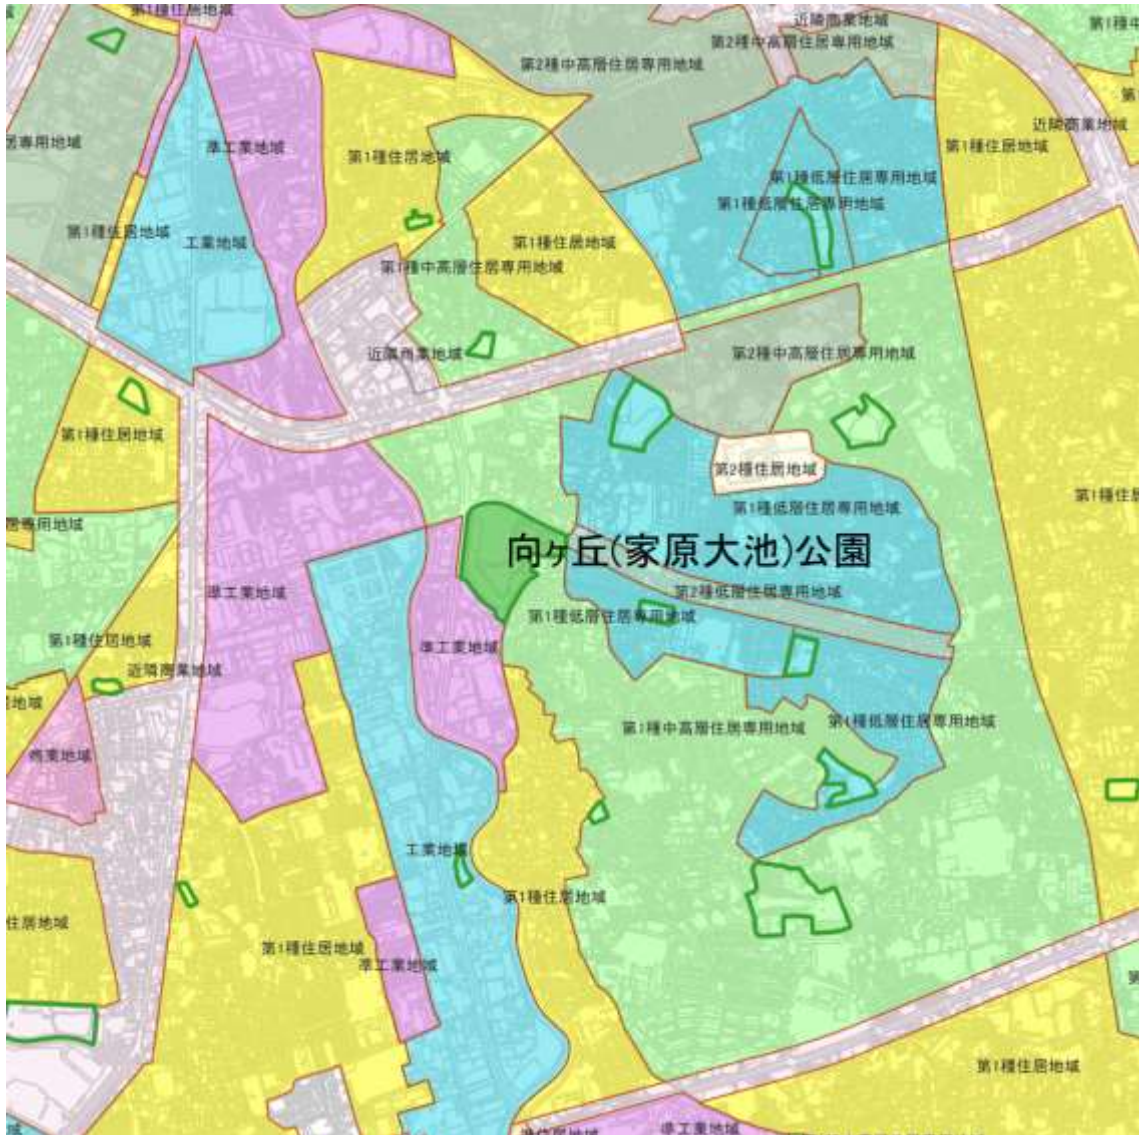 第1種住居地域
近隣商業地域
第2種中高層住居専用地域
第2種中高層住居専用地域
近隣商業地域
居専用地域
準工業地域
第1種住居地域
第1種住居地域
第1種低層住居専用地域
第1種低層住居専用地域
第1種住居地域
工業地域
第1種住居地域
第1種中高層住居専用地域
近隣商業地域
第2種中高層住居専用地域
第1種住居地域
第2種住居地域
第1種住居
居専用地域
第1種低層住居専用地域
向ヶ丘(家原大池)公園
準工業地域
第2種低層住居専用地域
第1種低層住居専用地域
第1種住居地域
準工業地域
近隣商業地域
地域
第1種中高層住居専用地域
第1種低層住居専用地域
商業地域
工業地域
第1種住居地域
住居地域
第1種住居地域
準工業地域
第1種住居地域
準工業地域